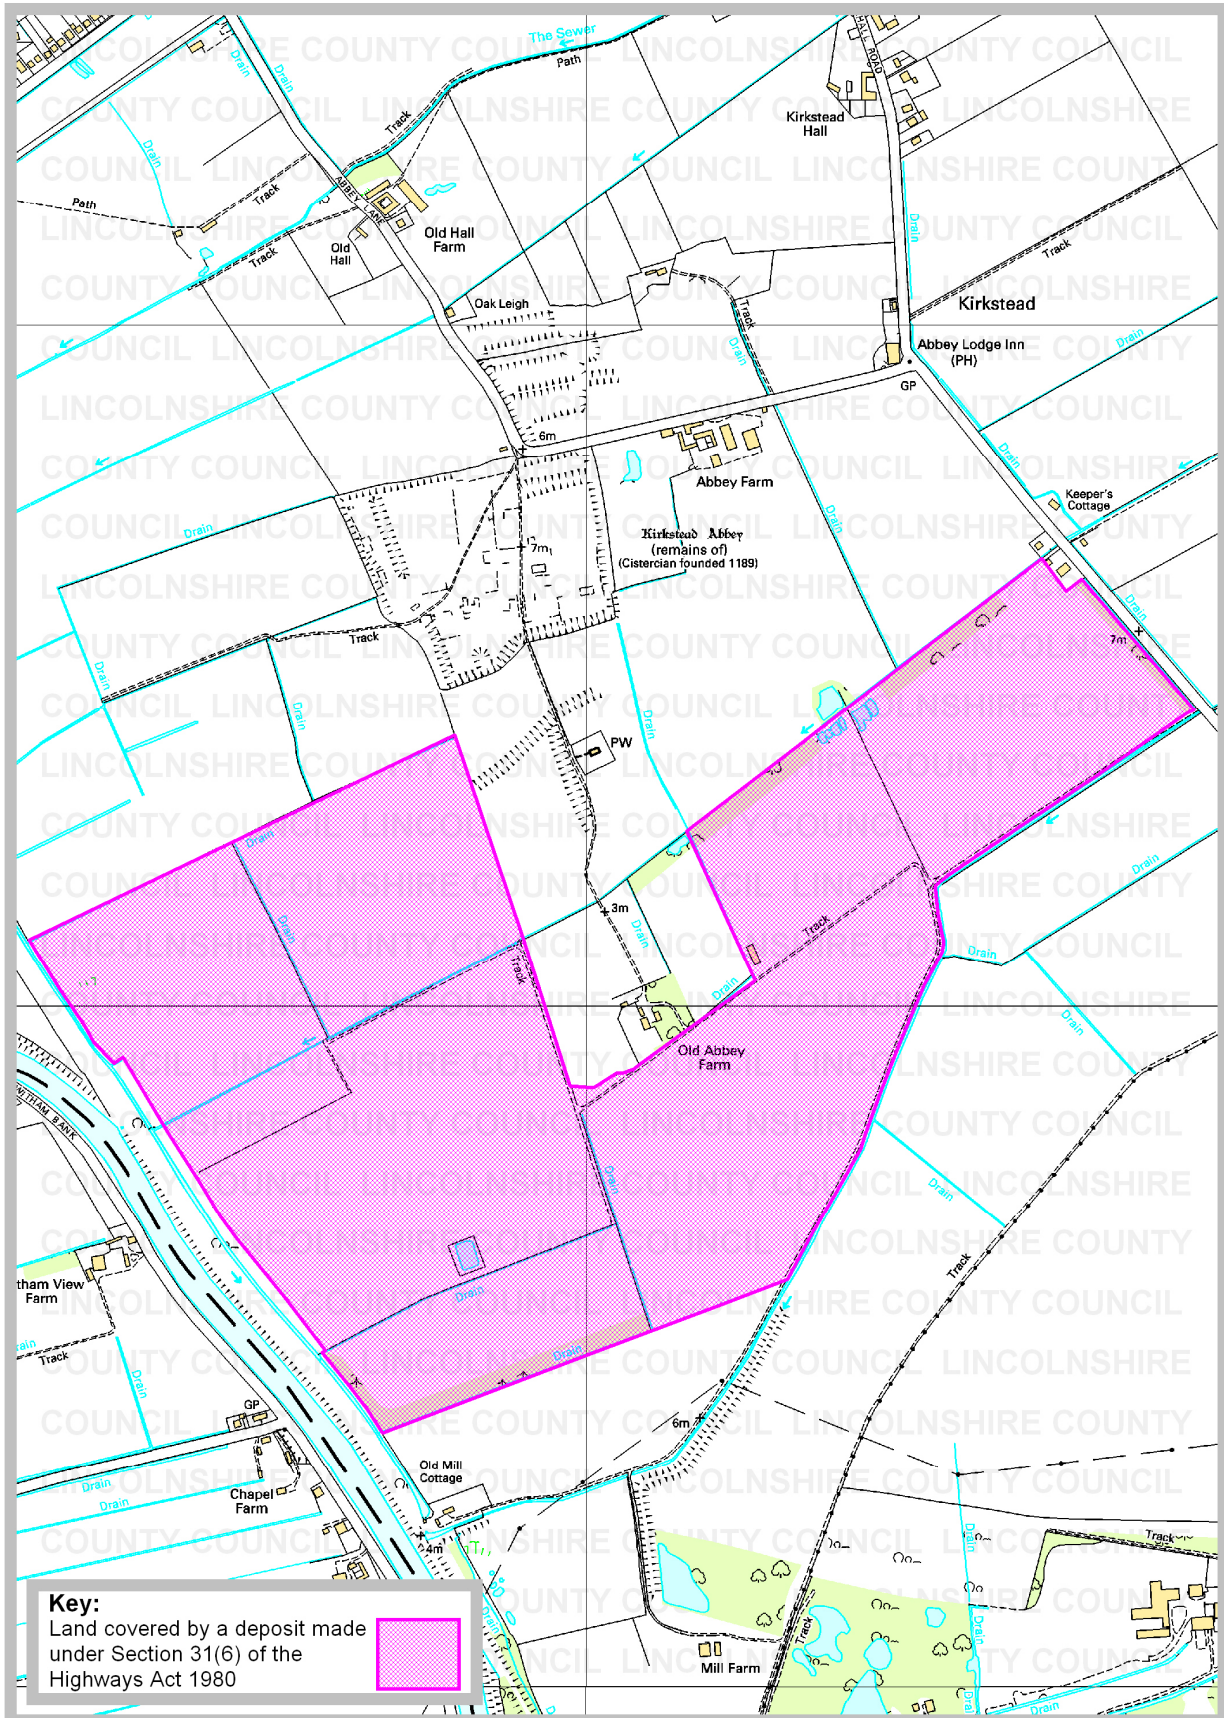 The Sewer
Path
Drain
Drain
HALL ROAD
Kirkstead
Hall
Track
Drain
ABBEY LANE
Track
Path
Old Hall
Farm
Old
Hall
Track
Drain
Track
Oak Leigh
Track
Kirkstead
Drain
Abbey Lodge Inn
(PH)
Drain
GP
6m
Drain
Abbey Farm
Keeper's
Cottage
Drain
Drain
Kirkstead Abbey
(remains of)
(Cistercian founded 1189)
7m
Drain
Track
7m
Drain
Drain
Drain
PW
Drain
Drain
3m
Drain
Drain
Track
Drain
Track
Drain
Drain
Old Abbey
Farm
Drain
WITHAM BANK
Drain
Drain
Track
tham View
Farm
Drain
rain
Track
Drain
Drain
GP
6m
Old Mill
Cottage
Drain
Chapel
Farm
Drain
4m
Drain
Track
Drain
Track
Drain
Mill Farm
Drain
Drain
Key:
Land covered by a deposit made
under Section 31(6) of the
Highways Act 1980
LINCOLNSHIRE COUNTY COUNCIL